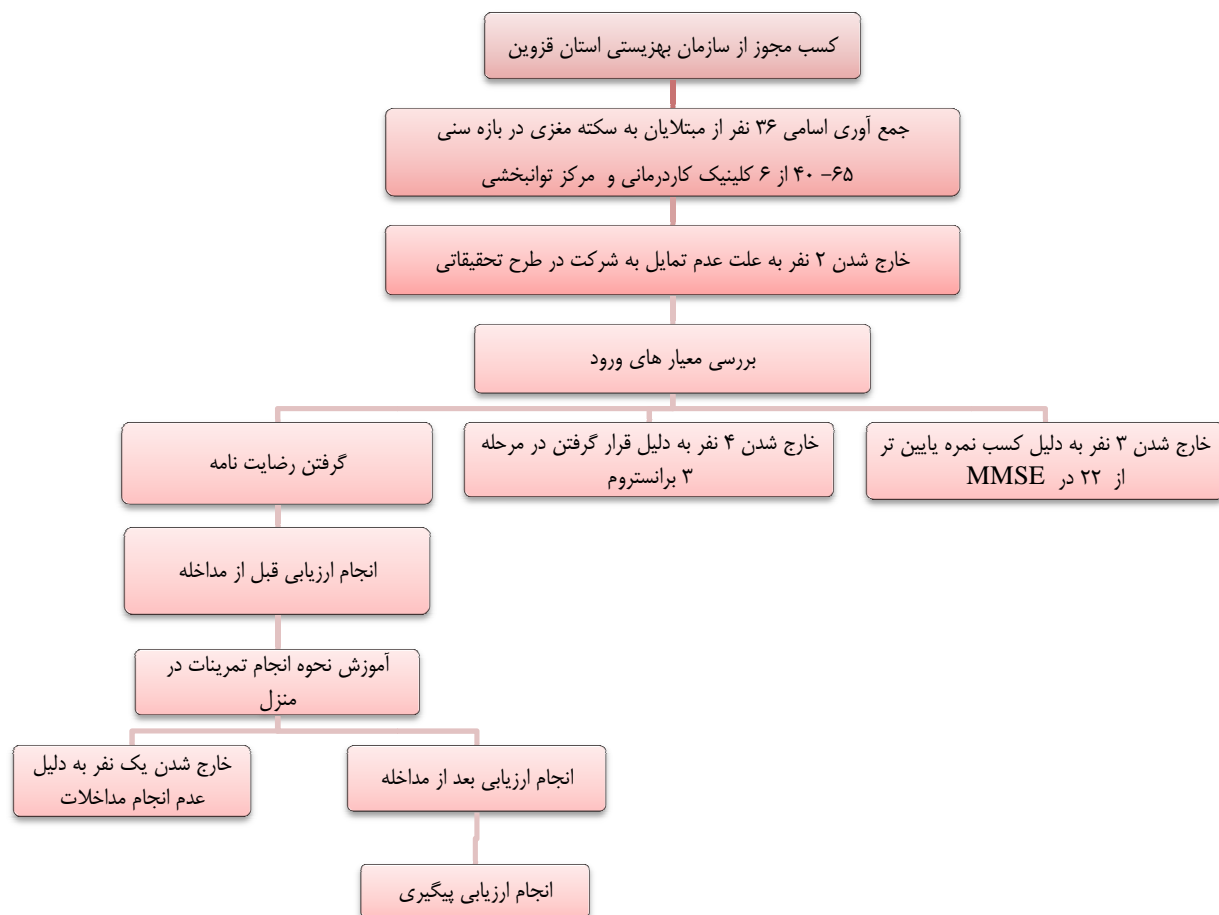 کسب مجوز از سازمان بهزیستی استان قزوین
جمع آوری اسامی ۳۶ نفر از مبتلایان به سکته مغزی در بازه سنی
۶۵- ۴۰ از ۶ کلینیک کاردرمانی و مرکز توانبخشی
خارج شدن ۲ نفر به علت عدم تمایل به شرکت در طرح تحقیقاتی
بررسی معیار های ورود
خارج شدن ۳ نفر به دلیل کسب نمره پایین تر
از ۲۲ در MMSE
خارج شدن ۴ نفر به دلیل قرار گرفتن در مرحله
۳ برانستروم
گرفتن رضایت نامه
انجام ارزیابی قبل از مداخله
آموزش نحوه انجام تمرینات در
منزل
انجام ارزیابی بعد از مداخله
خارج شدن یک نفر به دلیل
عدم انجام مداخلات
انجام ارزیابی پیگیری